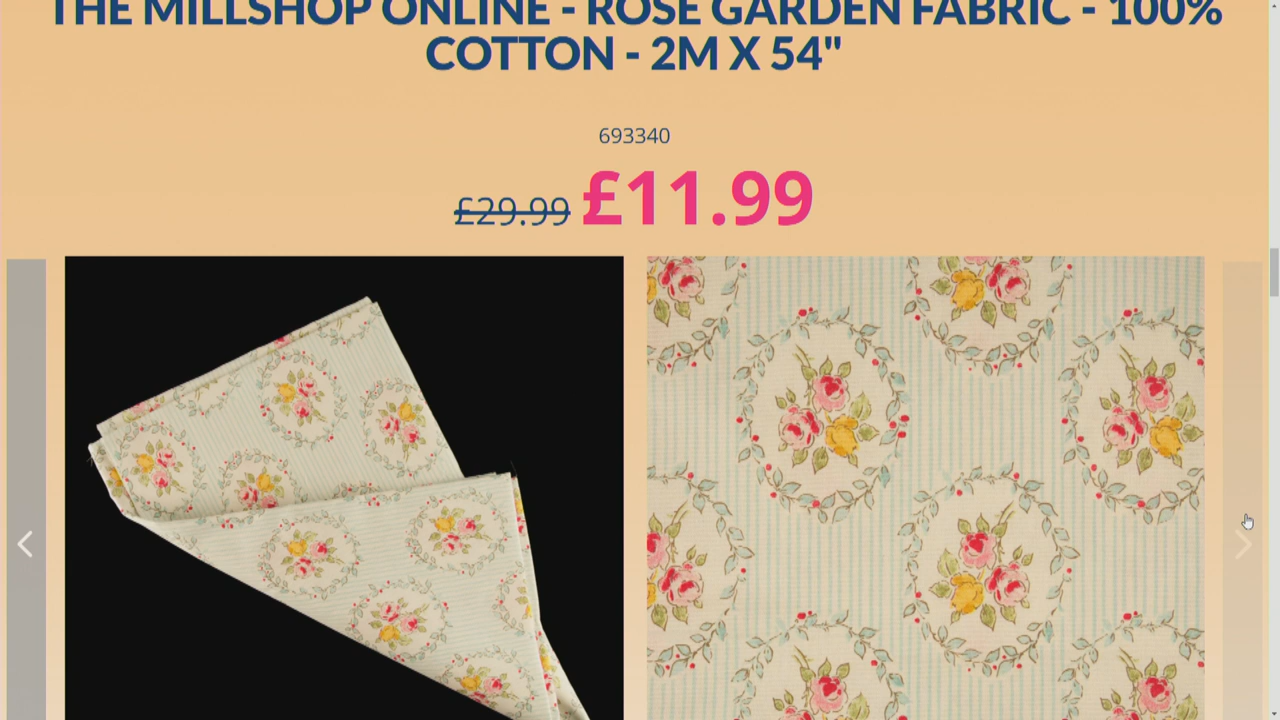 THE MILLSHOP ONLINE - ROSE GARDEN FABRIC - 100%
COTTON - 2M X 54"
693340
£29.99 £11.99